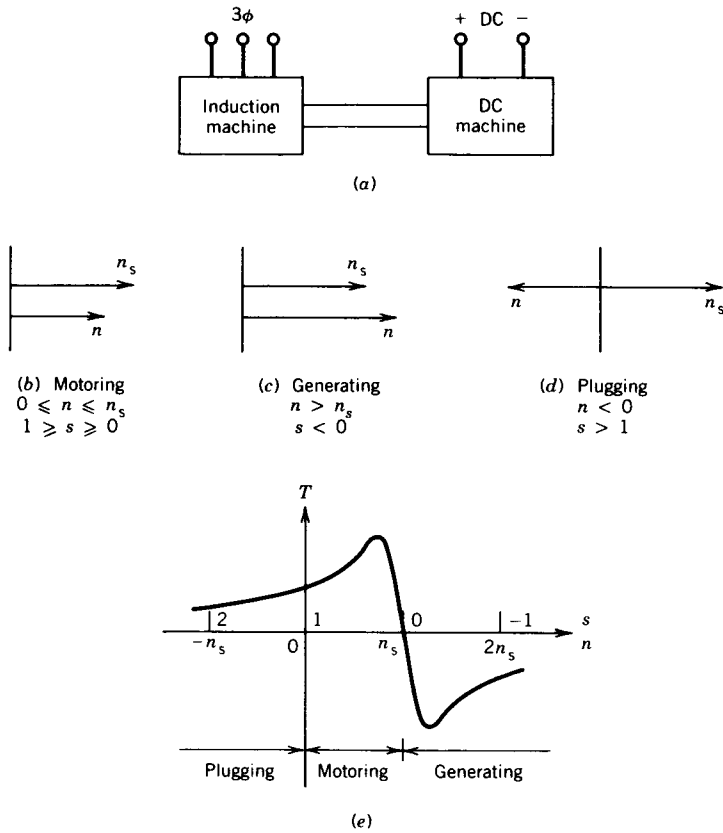 3ϕ
+ DC −
Induction machine
DC machine
(a)
n_s
n
n_s
n
n
n_s
(b) Motoring
0 ⩽ n ⩽ n_s
1 ⩾ s ⩾ 0
(c) Generating
n > n_s
s < 0
(d) Plugging
n < 0
s > 1
T
2 1 0 −1 s
−n_s 0 n_s 2n_s n
Plugging Motoring Generating
(e)